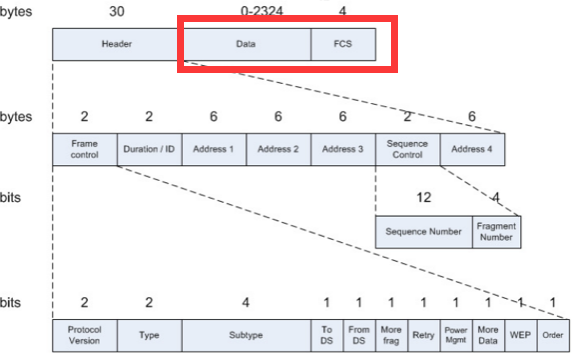 bytes 30 0-2324 4
Header Data FCS
bytes 2 2 6 6 6 2 6
Frame control Duration / ID Address 1 Address 2 Address 3 Sequence Control Address 4
bits 12 4
Sequence Number Fragment Number
bits 2 2 4 1 1 1 1 1 1 1 1
Protocol Version Type Subtype To DS From DS More frag Retry Power Mgmt More Data WEP Order